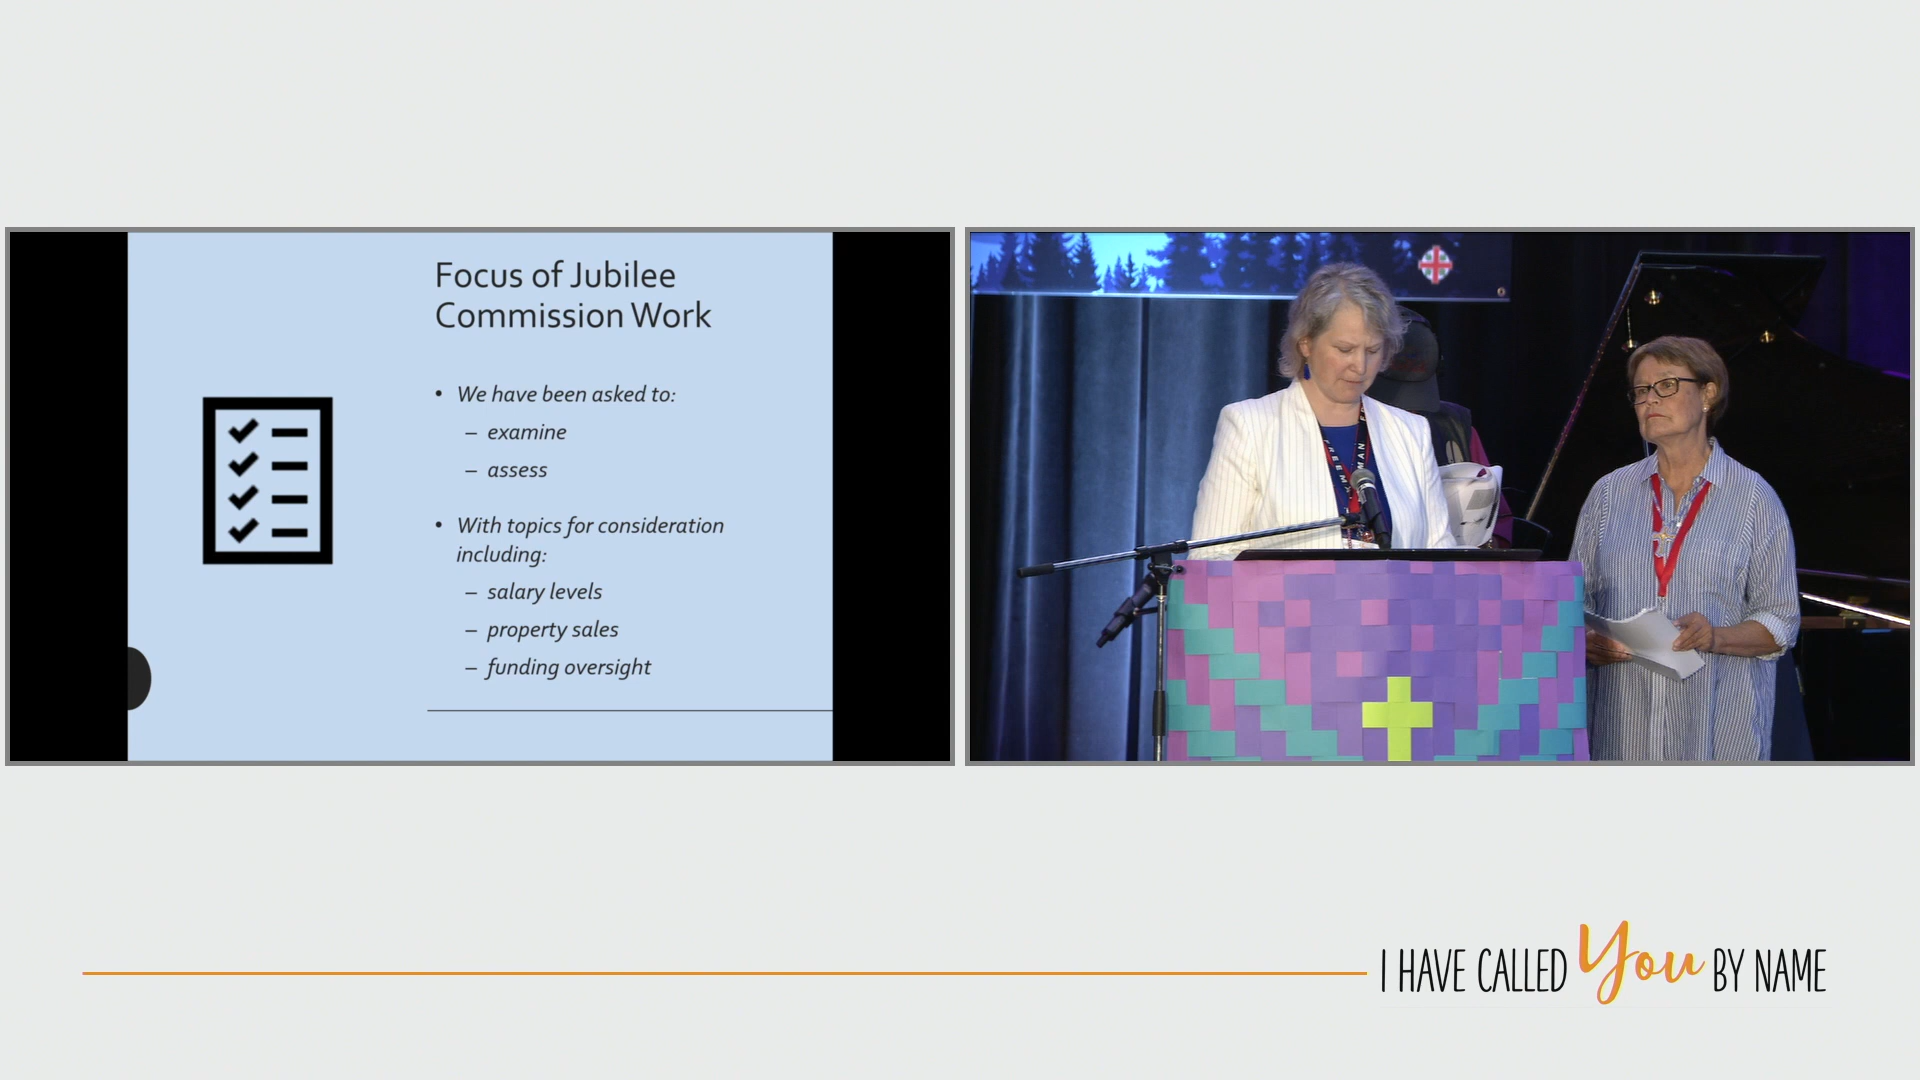 Focus of Jubilee
Commission Work
• We have been asked to:
– examine
– assess
• With topics for consideration
including:
– salary levels
– property sales
– funding oversight
I HAVE CALLED You BY NAME